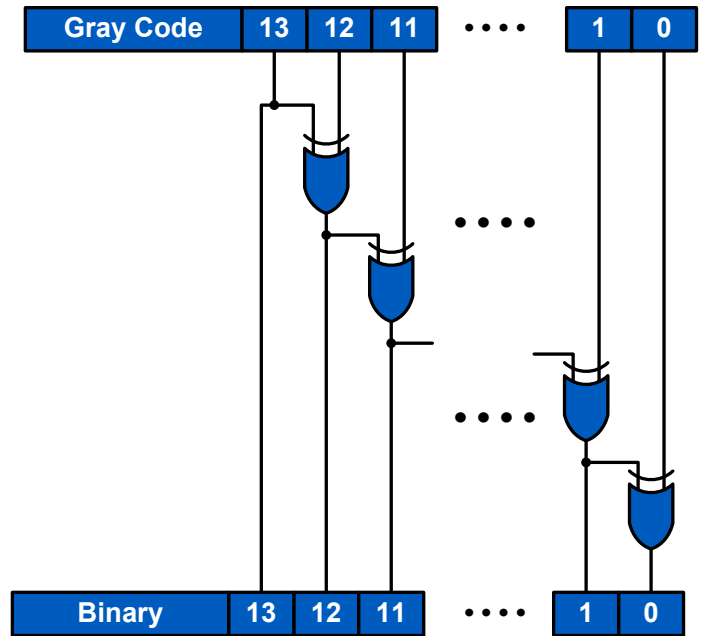 Gray Code 13 12 11 •••• 1 0
Binary 13 12 11 •••• 1 0